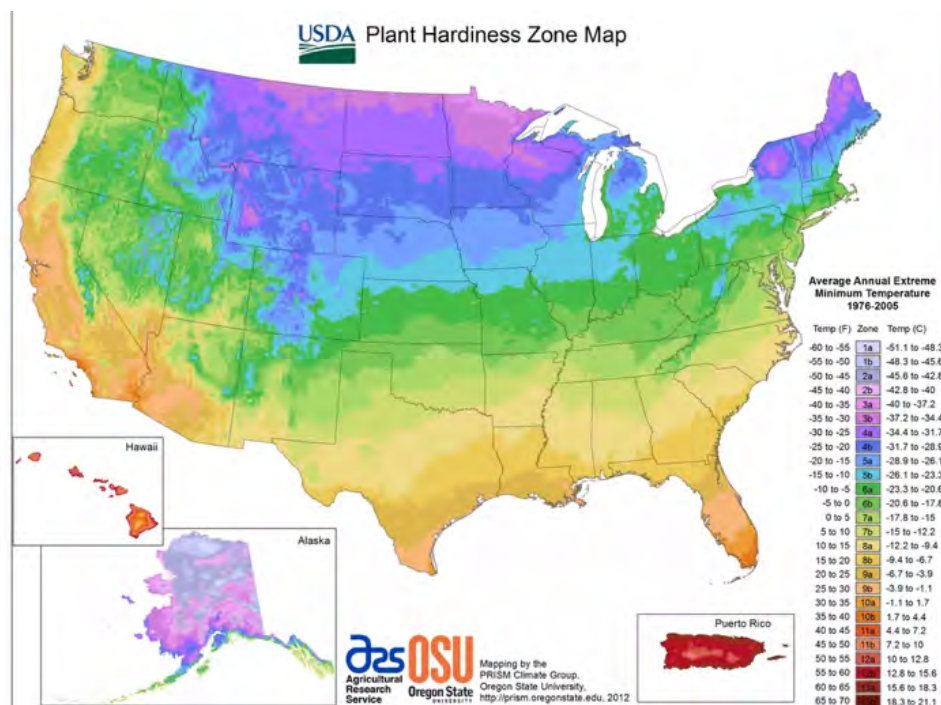 USDA Plant Hardiness Zone Map
Average Annual Extreme
Minimum Temperature
1976-2005
Temp (F) Zone Temp (C)
-60 to -55 1a -51.1 to -48.3
-55 to -50 1b -48.3 to -45.6
-50 to -45 2a -45.6 to -42.8
-45 to -40 2b -42.8 to -40
-40 to -35 3a -40 to -37.2
-35 to -30 3b -37.2 to -34.4
-30 to -25 4a -34.4 to -31.7
-25 to -20 4b -31.7 to -28.9
-20 to -15 5a -28.9 to -26.1
-15 to -10 5b -26.1 to -23.3
-10 to -5 6a -23.3 to -20.6
-5 to 0 6b -20.6 to -17.8
0 to 5 7a -17.8 to -15
5 to 10 7b -15 to -12.2
10 to 15 8a -12.2 to -9.4
15 to 20 8b -9.4 to -6.7
20 to 25 9a -6.7 to -3.9
25 to 30 9b -3.9 to -1.1
30 to 35 10a -1.1 to 1.7
35 to 40 10b 1.7 to 4.4
40 to 45 11a 4.4 to 7.2
45 to 50 11b 7.2 to 10
50 to 55 12a 10 to 12.8
55 to 60 12b 12.8 to 15.6
60 to 65 13a 15.6 to 18.3
65 to 70 18.3 to 21.1
Hawaii
Alaska
Puerto Rico
ars
Agricultural
Research
Service
OSU
Oregon State
UNIVERSITY
Mapping by the
PRISM Climate Group,
Oregon State University,
http://prism.oregonstate.edu, 2012